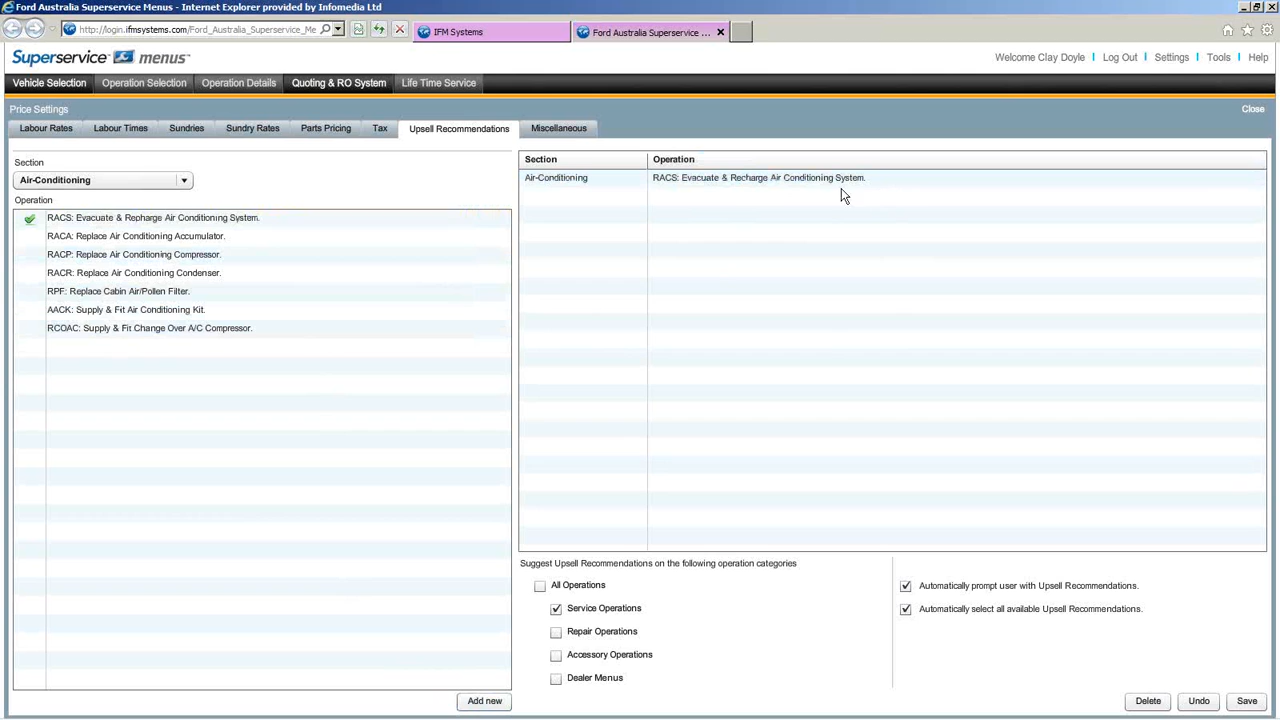 Ford Australia Superservice Menus - Internet Explorer provided by Infomedia Ltd
http://login.ifmsystems.com/Ford_Australia_Superservice_Me
IFM Systems
Ford Australia Superservice ...
Superservice menus
Welcome Clay Doyle Log Out Settings Tools Help
Vehicle Selection Operation Selection Operation Details Quoting & RO System Life Time Service
Price Settings Close
Labour Rates Labour Times Sundries Sundry Rates Parts Pricing Tax Upsell Recommendations Miscellaneous
Section
Air-Conditioning
Operation
RACS: Evacuate & Recharge Air Conditioning System.
RACA: Replace Air Conditioning Accumulator.
RACP: Replace Air Conditioning Compressor.
RACR: Replace Air Conditioning Condenser.
RPF: Replace Cabin Air/Pollen Filter.
AACK: Supply & Fit Air Conditioning Kit.
RCOAC: Supply & Fit Change Over A/C Compressor.
Add new
Section Operation
Air-Conditioning RACS: Evacuate & Recharge Air Conditioning System.
Suggest Upsell Recommendations on the following operation categories
All Operations
Service Operations
Repair Operations
Accessory Operations
Dealer Menus
Automatically prompt user with Upsell Recommendations.
Automatically select all available Upsell Recommendations.
Delete Undo Save